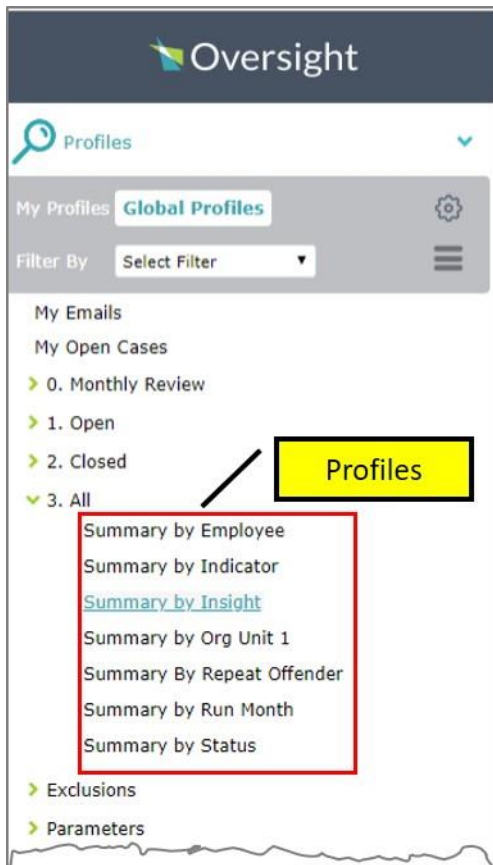 Oversight
Profiles
My Profiles Global Profiles
Filter By Select Filter
My Emails
My Open Cases
0. Monthly Review
1. Open
2. Closed
Profiles
3. All
Summary by Employee
Summary by Indicator
Summary by Insight
Summary by Org Unit 1
Summary By Repeat Offender
Summary by Run Month
Summary by Status
Exclusions
Parameters